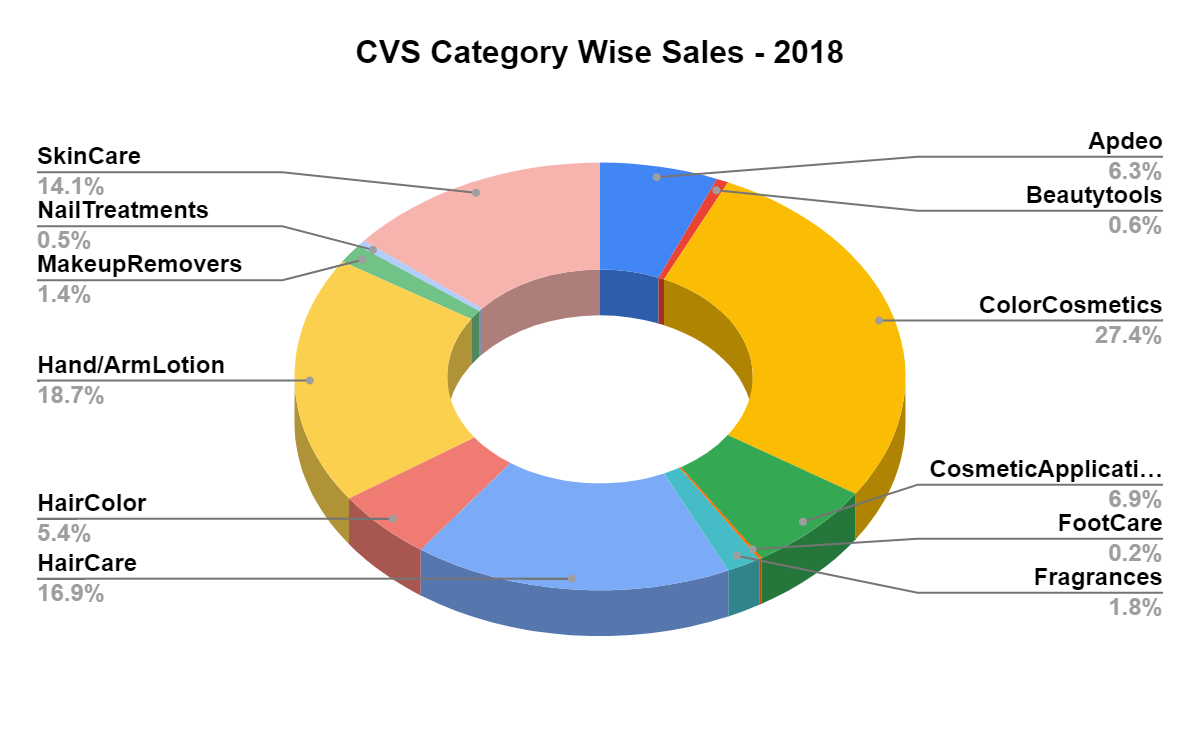 CVS Category Wise Sales - 2018
SkinCare
14.1%
NailTreatments
0.5%
MakeupRemovers
1.4%
Hand/ArmLotion
18.7%
HairColor
5.4%
HairCare
16.9%
Apdeo
6.3%
Beautytools
0.6%
ColorCosmetics
27.4%
CosmeticApplicati…
6.9%
FootCare
0.2%
Fragrances
1.8%